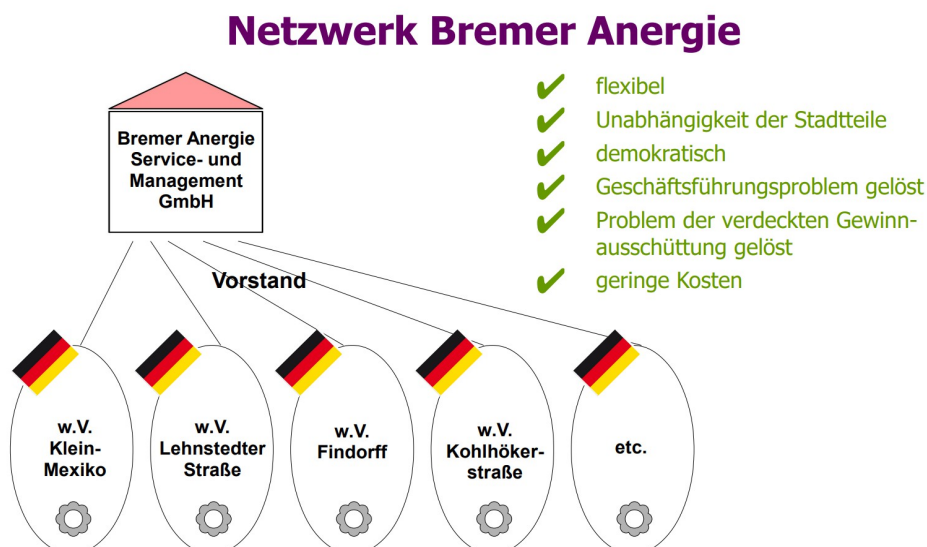 Netzwerk Bremer Anergie
Bremer Anergie
Service- und
Management
GmbH
flexibel
Unabhängigkeit der Stadtteile
demokratisch
Geschäftsführungsproblem gelöst
Problem der verdeckten Gewinn-
ausschüttung gelöst
geringe Kosten
Vorstand
w.V.
Klein-
Mexiko
w.V.
Lehnstedter
Straße
w.V.
Findorff
w.V.
Kohlhöker-
straße
etc.